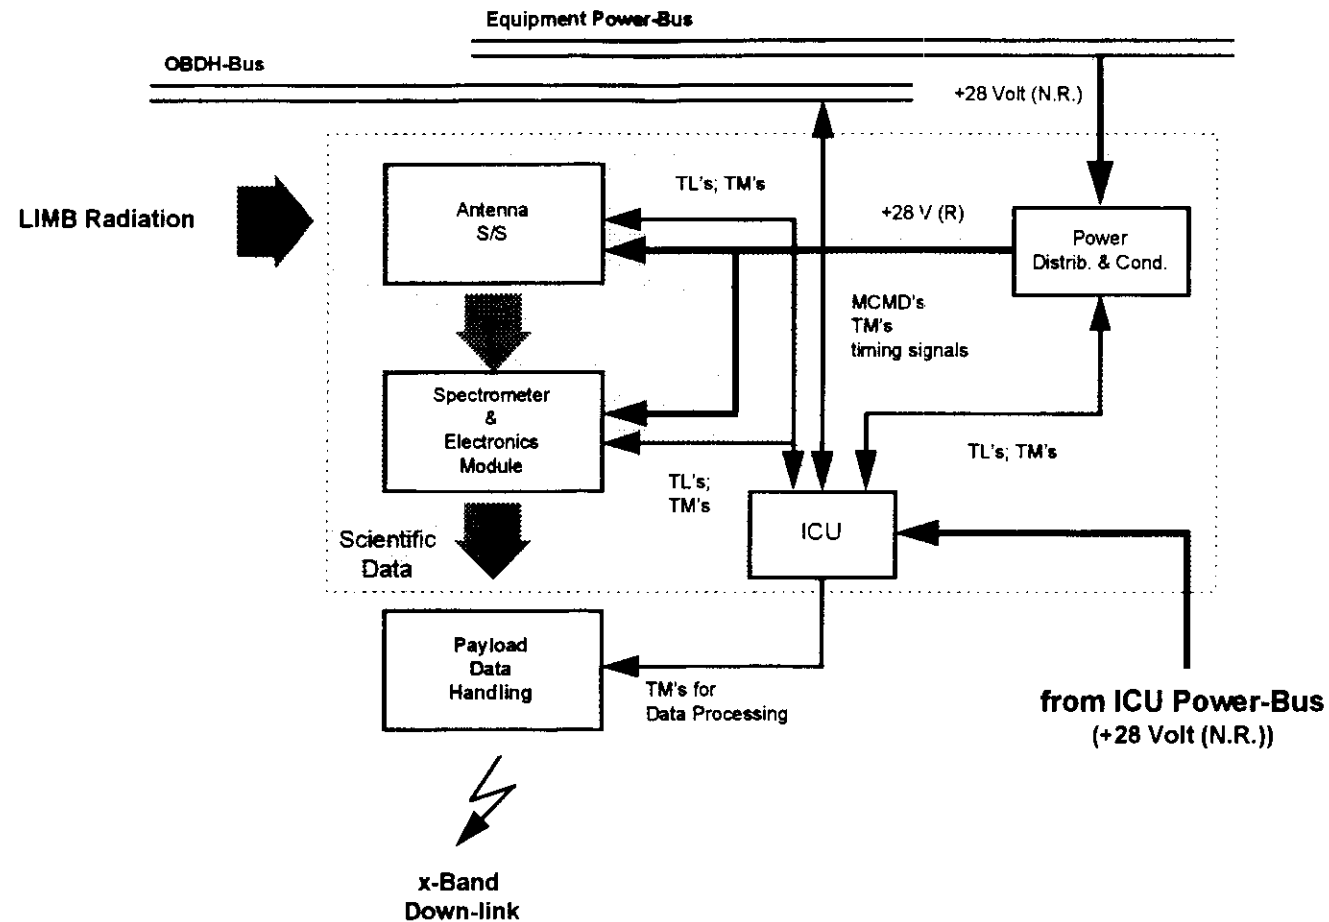 Equipment Power-Bus
OBDH-Bus
+28 Volt (N.R.)
TL's; TM's
LIMB Radiation
Antenna
S/S
+28 V (R)
Power
Distrib. & Cond.
MCMD's
TM's
timing signals
Spectrometer
&
Electronics
Module
TL's; TM's
TL's;
TM's
ICU
Scientific
Data
Payload
Data
Handling
TM's for
Data Processing
from ICU Power-Bus
(+28 Volt (N.R.))
x-Band
Down-link